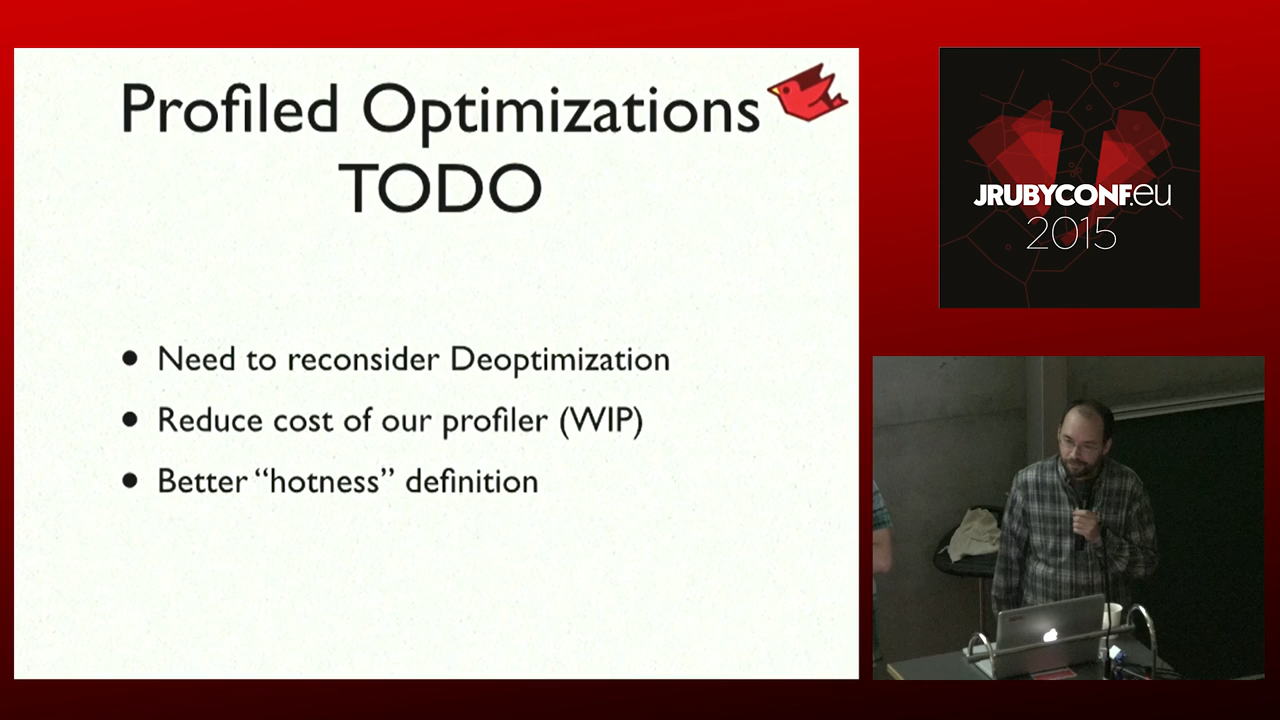 Profiled Optimizations
TODO
• Need to reconsider Deoptimization
• Reduce cost of our profiler (WIP)
• Better “hotness” definition
JRUBYCONF.eu
2015